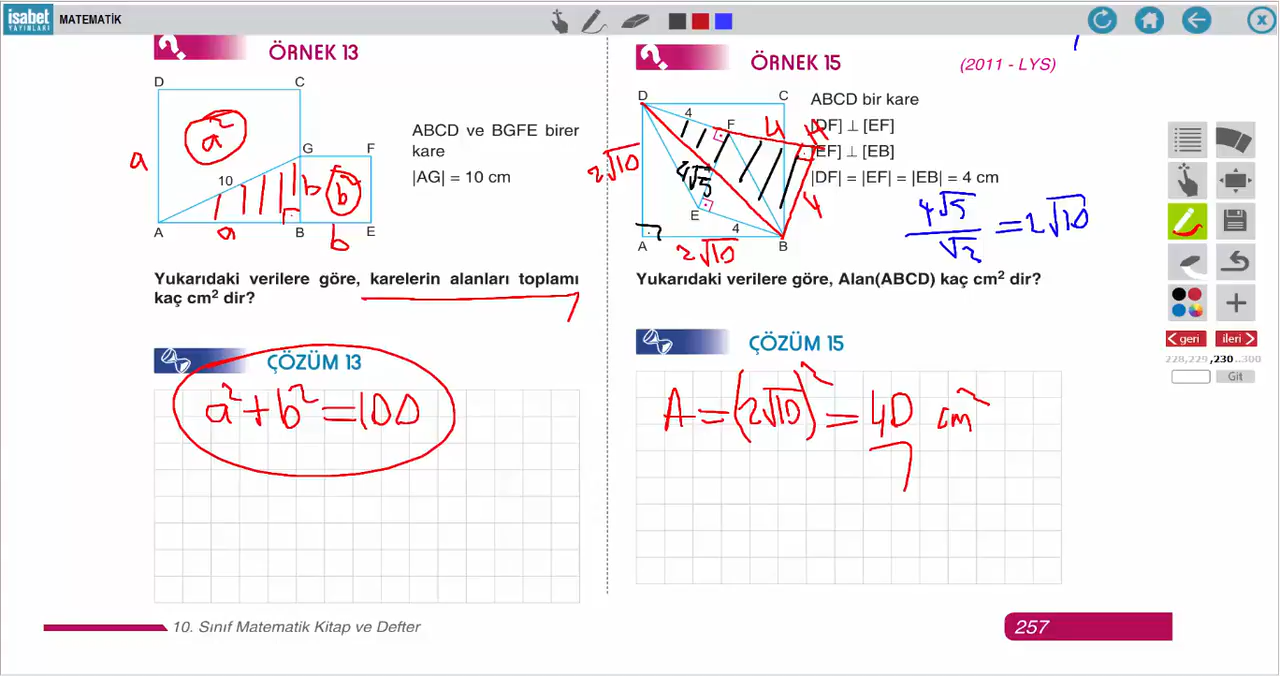 isabet
YAYINLARI
MATEMATİK
ÖRNEK 13
D
C
a²
a
G
F
10
b
b²
A
a
B
b
E
ABCD ve BGFE birer
kare
|AG| = 10 cm
Yukarıdaki verilere göre, karelerin alanları toplamı
kaç cm² dir?
ÇÖZÜM 13
a² + b² = 100
10. Sınıf Matematik Kitap ve Defter
ÖRNEK 15
(2011 - LYS)
D
C
4
F
4
2√10
4√5
4
E
4
A
2√10
B
ABCD bir kare
[DF] ⊥ [EF]
[EF] ⊥ [EB]
|DF| = |EF| = |EB| = 4 cm
4√5 / √2 = 2√10
Yukarıdaki verilere göre, Alan(ABCD) kaç cm² dir?
ÇÖZÜM 15
A = (2√10)² = 40 cm²
257
geri
ileri
228,229,230..300
Git